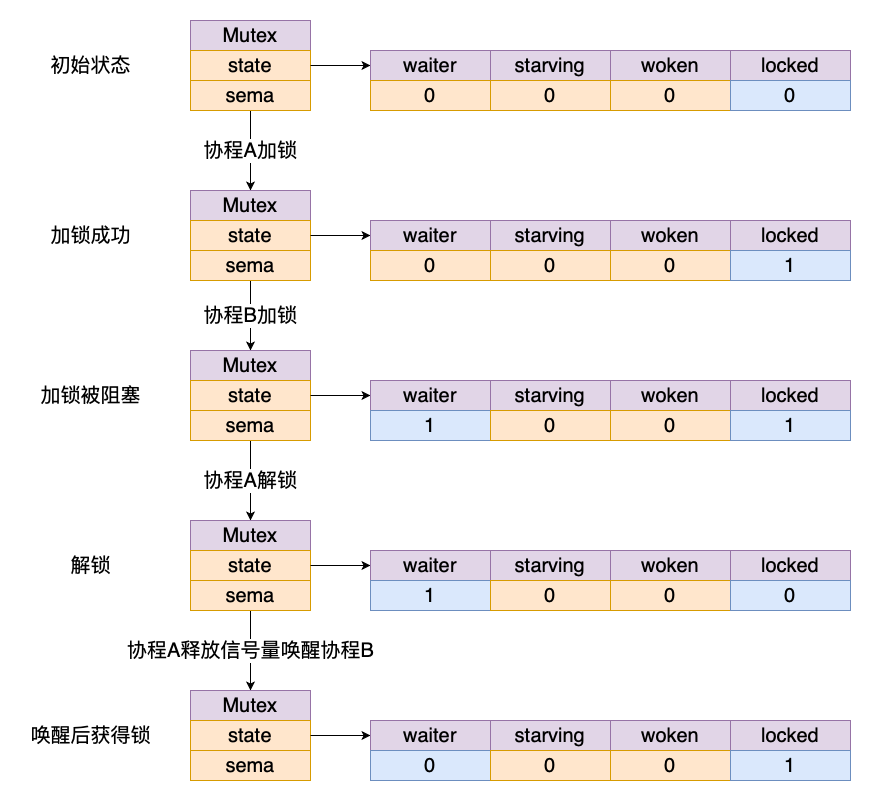 Mutex
初始状态
state
waiter starving woken locked
sema
0 0 0 0
协程A加锁
Mutex
加锁成功
state
waiter starving woken locked
sema
0 0 0 1
协程B加锁
Mutex
加锁被阻塞
state
waiter starving woken locked
sema
1 0 0 1
协程A解锁
Mutex
解锁
state
waiter starving woken locked
sema
1 0 0 0
协程A释放信号量唤醒协程B
Mutex
唤醒后获得锁
state
waiter starving woken locked
sema
0 0 0 1